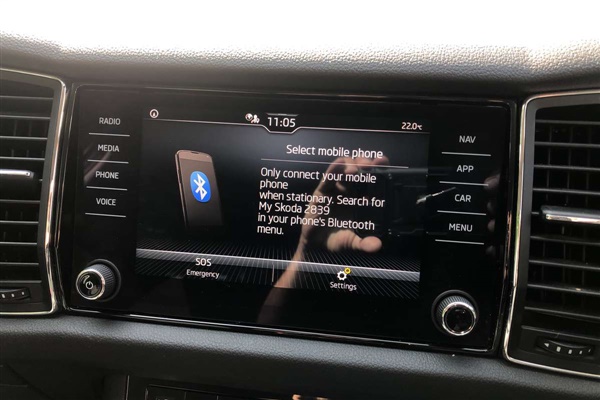 RADIO
MEDIA
PHONE
VOICE
11:05
22.0°C
Select mobile phone
Only connect your mobile
phone
when stationary. Search for
My Skoda 2839
in your phone's Bluetooth
menu.
SOS
Emergency
Settings
NAV
APP
CAR
MENU